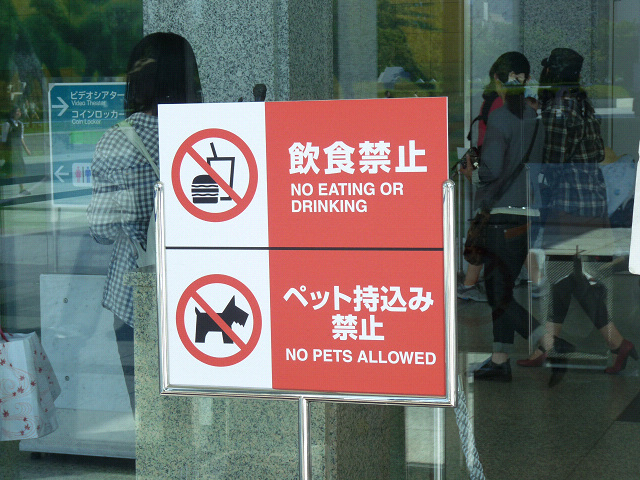 ビデオシアター
Video Theater
コインロッカー
Coin Locker
飲食禁止
NO EATING OR
DRINKING
ペット持込み
禁止
NO PETS ALLOWED